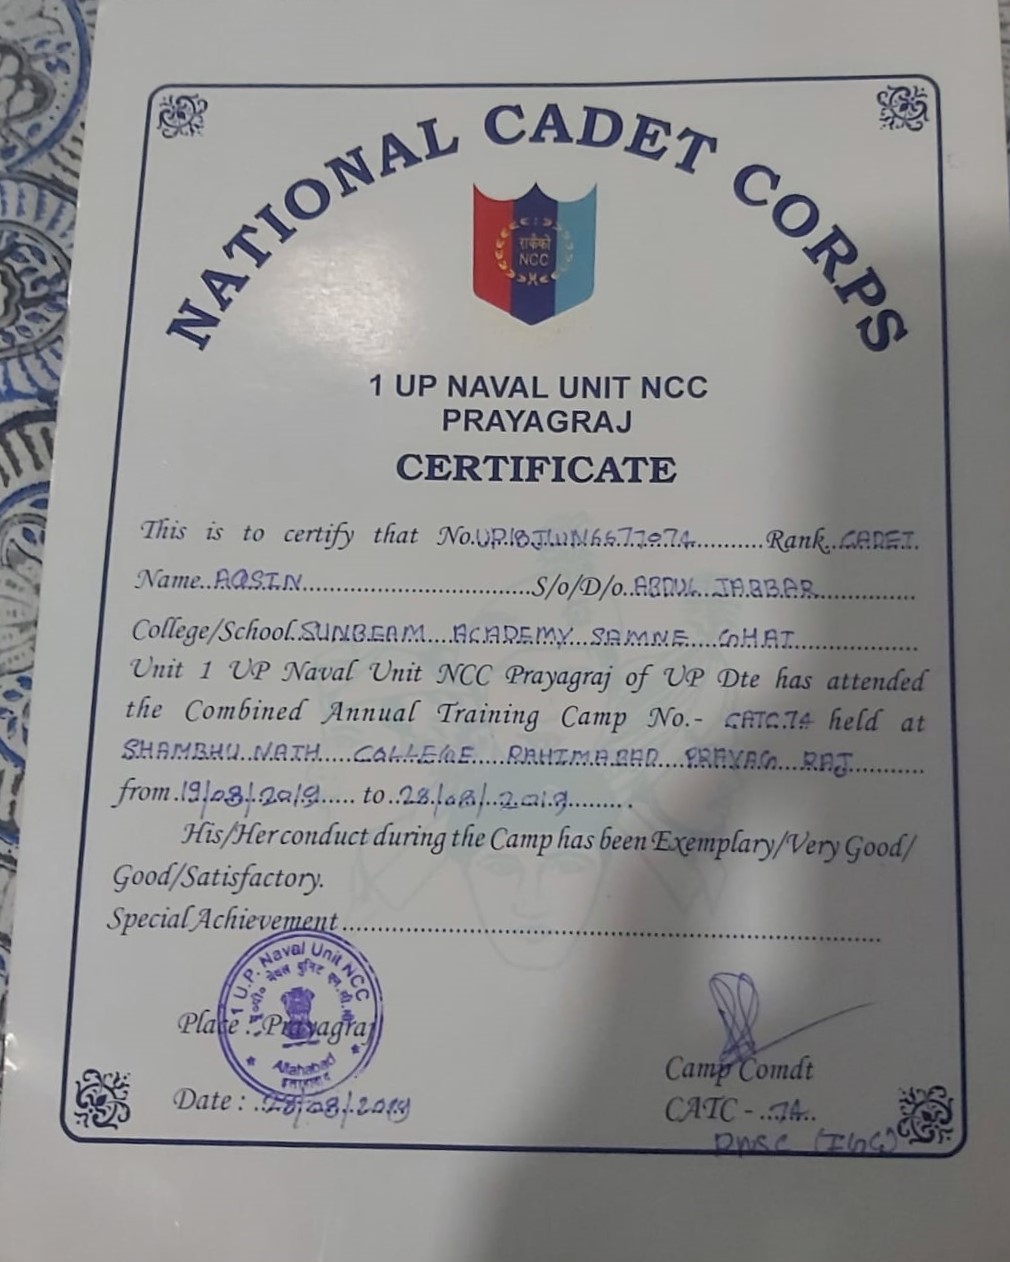 NATIONAL CADET CORPS
राकैको
NCC
1 UP NAVAL UNIT NCC
PRAYAGRAJ
CERTIFICATE
This is to certify that No. Rank CADET
Name AQSIN S/o/D/o ABDUL JABBAR
College/School SUNBEAM ACADEMY SAMNE GHAT
Unit 1 UP Naval Unit NCC Prayagraj of UP Dte has attended
the Combined Annual Training Camp No.- CATC.74 held at
SHAMBHU NATH COLLEGE RAHIMABAD PRAYAG RAJ
from 19/08/2019 to 28/08/2019.
His/Her conduct during the Camp has been Exemplary/Very Good/
Good/Satisfactory.
Special Achievement
1 U.P. Naval Unit NCC
Place : Prayagraj
Allahabad
इलाहाबाद
Camp Comdt
Date : 28/08/2019
CATC - 74